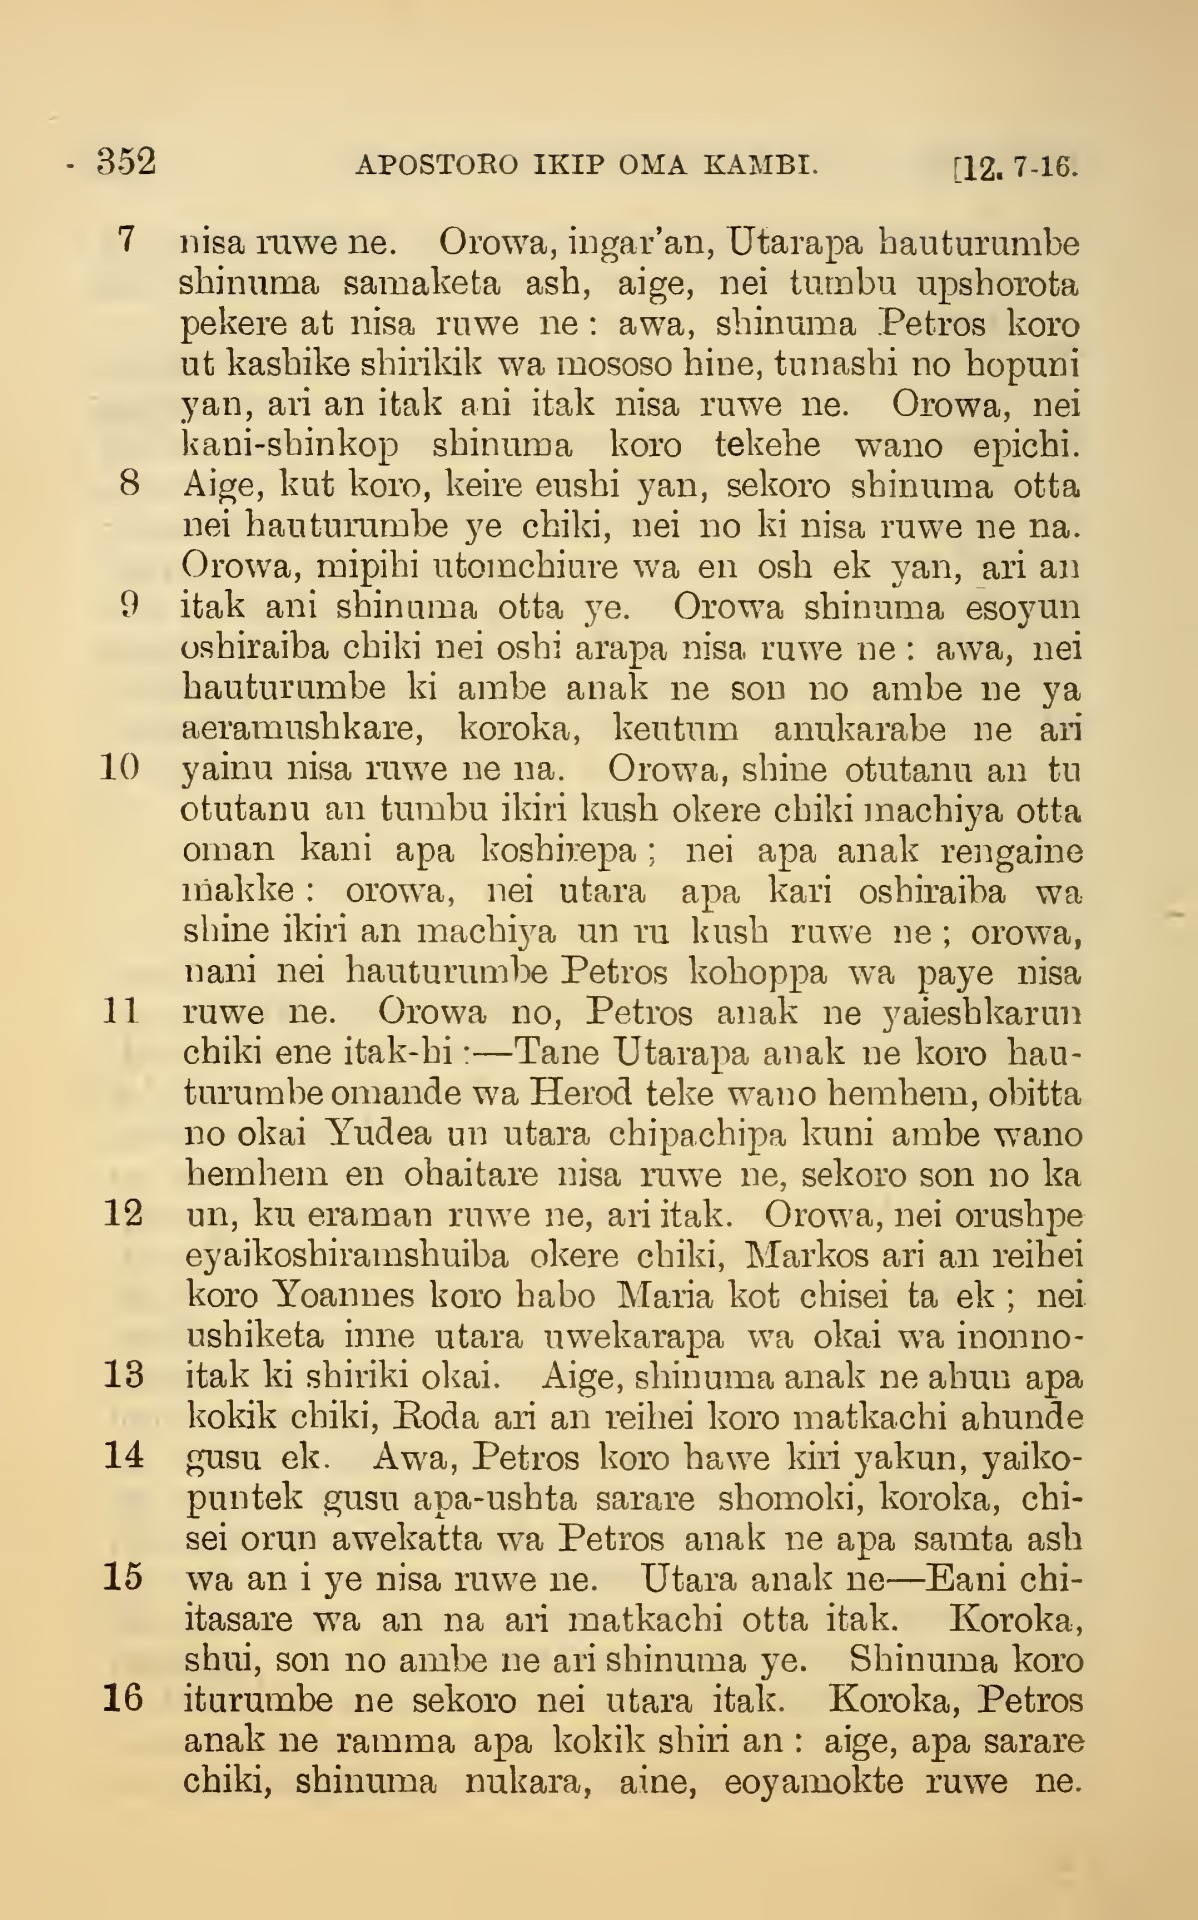 352 APOSTORO IKIP OMA KAMBI. [12. 7-16.
7 nisa ruwe ne. Orowa, ingar'an, Utarapa hauturumbe
shinuma samaketa ash, aige, nei tumbu upshorota
pekere at nisa ruwe ne : awa, shinuma Petros koro
ut kashike shirikik wa mososo hine, tunashi no hopuni
yan, ari an itak ani itak nisa ruwe ne. Orowa, nei
kani-shinkop shinuma koro tekehe wano epichi.
8 Aige, kut koro, keire eushi yan, sekoro shinuma otta
nei hauturumbe ye chiki, nei no ki nisa ruwe ne na.
Orowa, mipihi utomchiure wa en osh ek yan, ari an
9 itak ani shinuma otta ye. Orowa shinuma esoyun
oshiraiba chiki nei oshi arapa nisa ruwe ne : awa, nei
hauturumbe ki ambe anak ne son no ambe ne ya
aeramushkare, koroka, keutum anukarabe ne ari
10 yainu nisa ruwe ne na. Orowa, shine otutanu an tu
otutanu an tumbu ikiri kush okere chiki machiya otta
oman kani apa koshirepa ; nei apa anak rengaine
makke : orowa, nei utara apa kari oshiraiba wa
shine ikiri an machiya un ru kush ruwe ne ; orowa,
nani nei hauturumbe Petros kohoppa wa paye nisa
11 ruwe ne. Orowa no, Petros anak ne yaieshkarun
chiki ene itak-hi :—Tane Utarapa anak ne koro hau-
turumbe omande wa Herod teke wano hemhem, obitta
no okai Yudea un utara chipachipa kuni ambe wano
hemhem en ohaitare nisa ruwe ne, sekoro son no ka
12 un, ku eraman ruwe ne, ari itak. Orowa, nei orushpe
eyaikoshiramshuiba okere chiki, Markos ari an reihei
koro Yoannes koro habo Maria kot chisei ta ek ; nei
ushiketa inne utara uwekarapa wa okai wa inonno-
13 itak ki shiriki okai. Aige, shinuma anak ne ahun apa
kokik chiki, Roda ari an reihei koro matkachi ahunde
14 gusu ek. Awa, Petros koro hawe kiri yakun, yaiko-
puntek gusu apa-ushta sarare shomoki, koroka, chi-
sei orun awekatta wa Petros anak ne apa samta ash
15 wa an i ye nisa ruwe ne. Utara anak ne—Eani chi-
itasare wa an na ari matkachi otta itak. Koroka,
shui, son no ambe ne ari shinuma ye. Shinuma koro
16 iturumbe ne sekoro nei utara itak. Koroka, Petros
anak ne ramma apa kokik shiri an : aige, apa sarare
chiki, shinuma nukara, aine, eoyamokte ruwe ne.